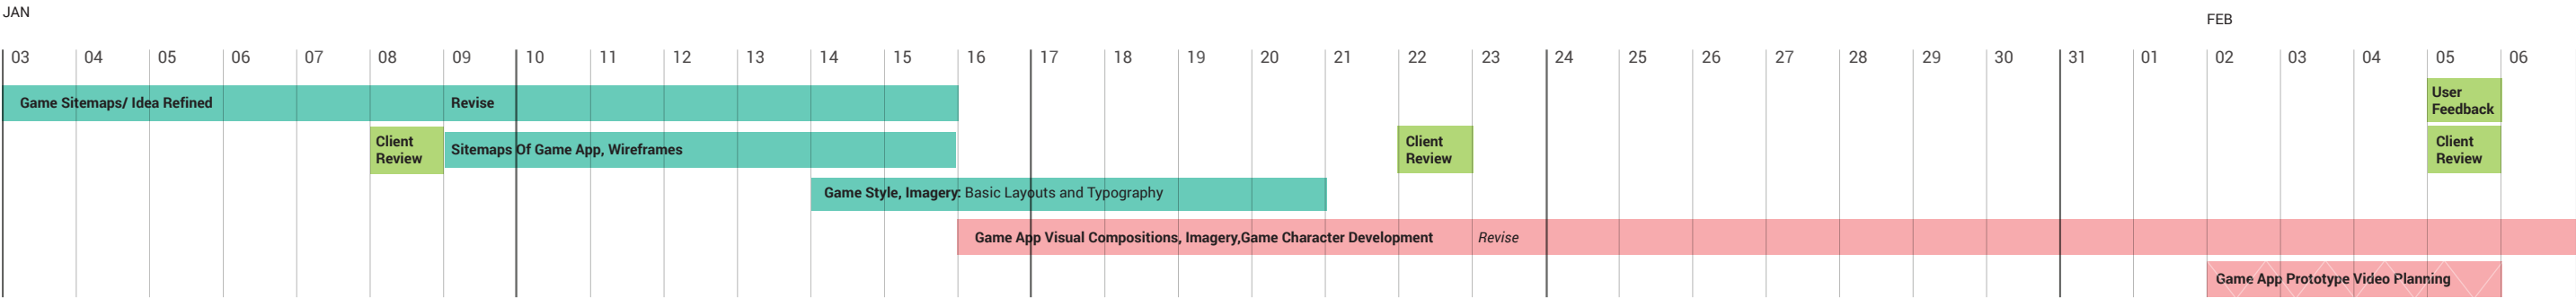 JAN
FEB
03 04 05 06 07 08 09 10 11 12 13 14 15 16 17 18 19 20 21 22 23 24 25 26 27 28 29 30 31 01 02 03 04 05 06
Game Sitemaps/ Idea Refined
Revise
User
Feedback
Client
Review
Sitemaps Of Game App, Wireframes
Client
Review
Client
Review
Game Style, Imagery: Basic Layouts and Typography
Game App Visual Compositions, Imagery,Game Character Development
Revise
Game App Prototype Video Planning